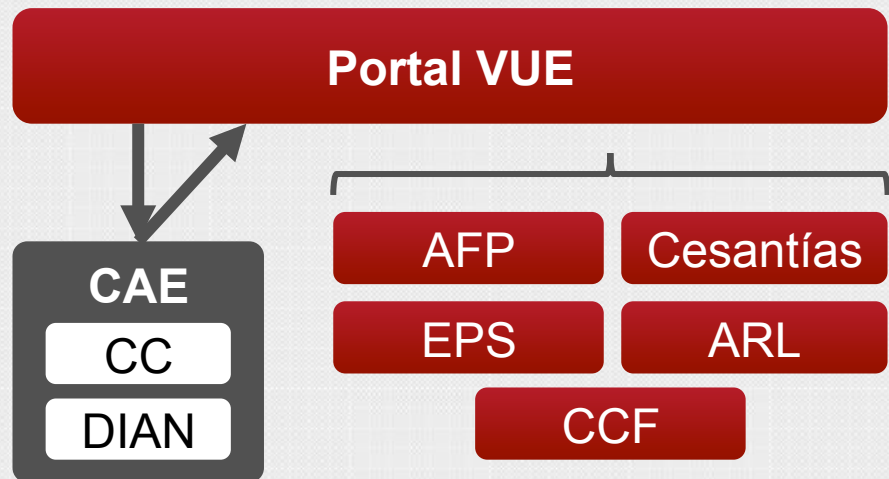 Portal VUE
CAE
CC
DIAN
AFP
Cesantías
EPS
ARL
CCF